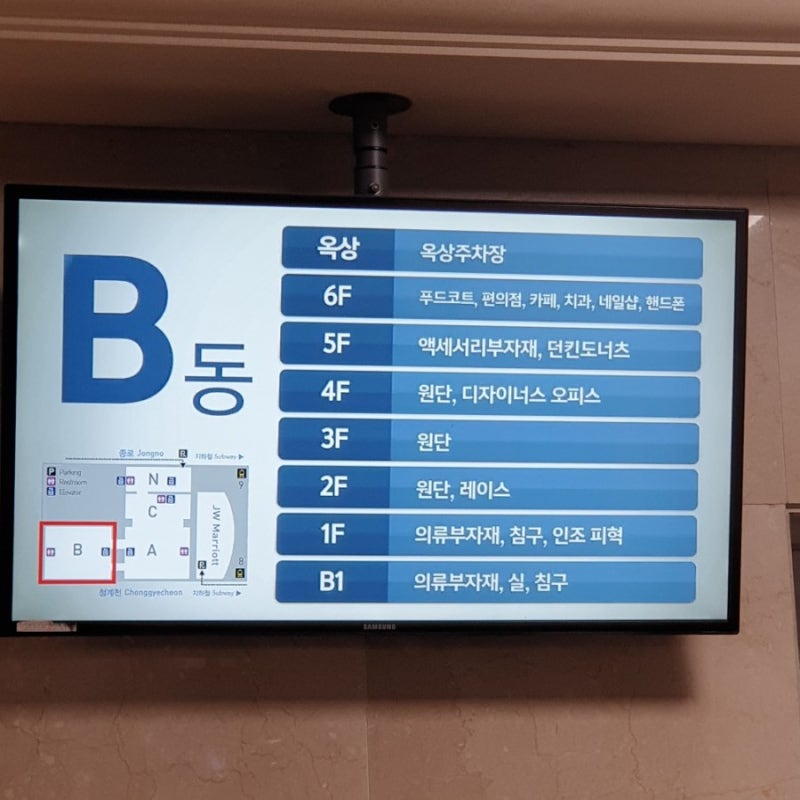 B동
옥상 옥상주차장
6F 푸드코트, 편의점, 카페, 치과, 네일샵, 핸드폰
5F 액세서리부자재, 던킨도너츠
4F 원단, 디자이너스 오피스
3F 원단
2F 원단, 레이스
1F 의류부자재, 침구, 인조 피혁
B1 의류부자재, 실, 침구
종로 Jongno
지하철 Subway ▶
P Parking
Restroom
Elevator
N
C
B
A
JW Marriott
9
8
청계천 Chonggyecheon
지하철 Subway ▶
SAMSUNG